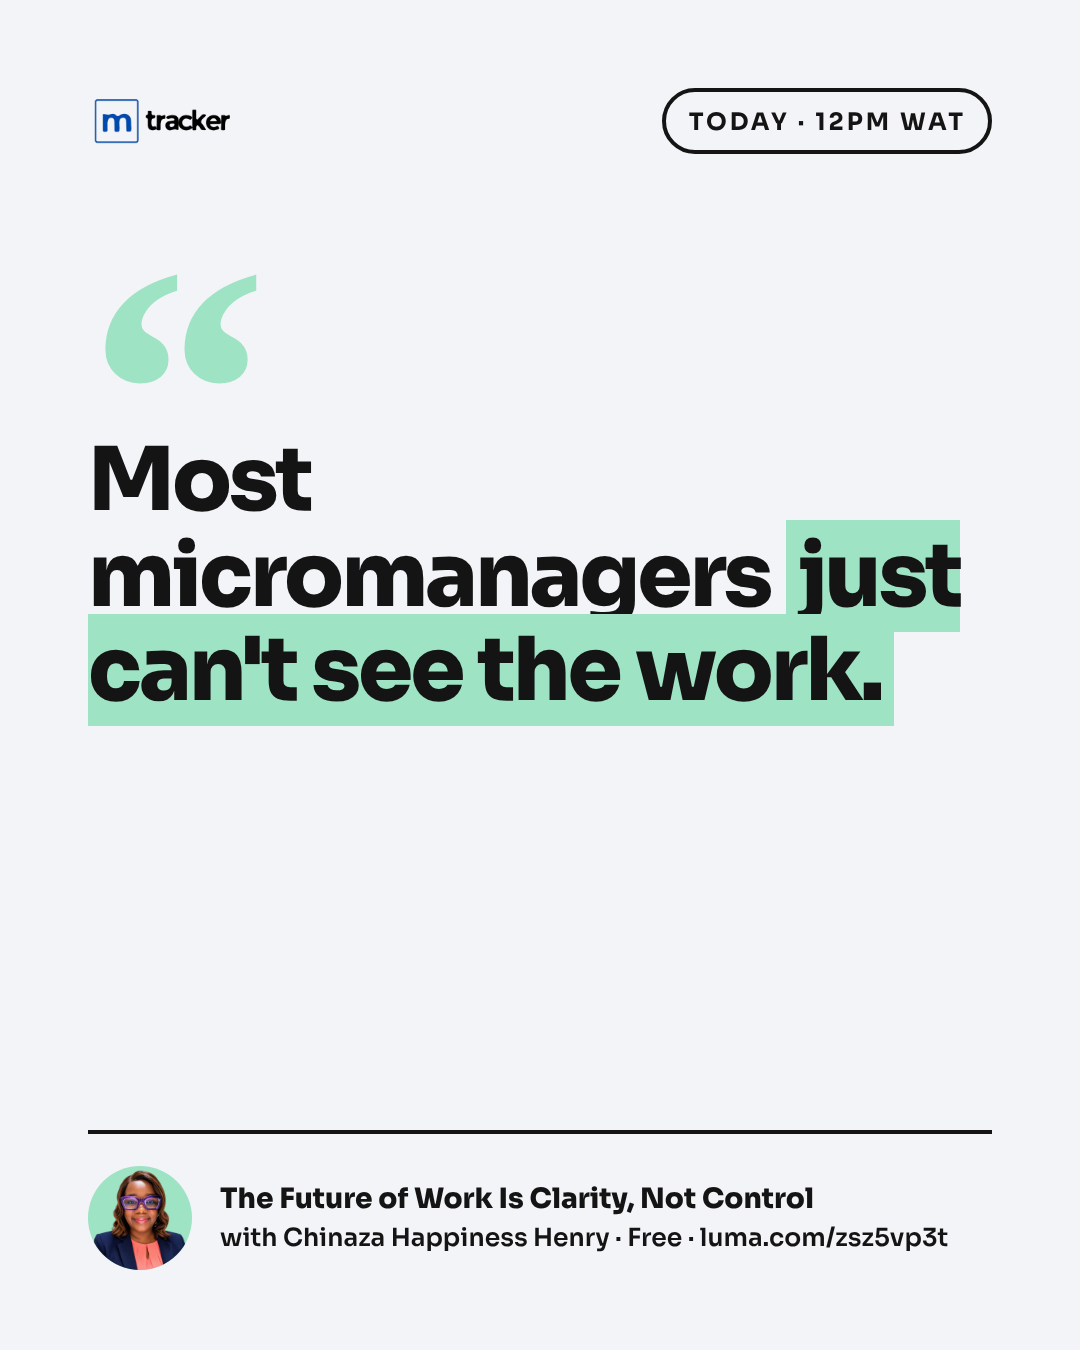 m tracker
TODAY · 12PM WAT
“
Most
micromanagers just
can't see the work.
The Future of Work Is Clarity, Not Control
with Chinaza Happiness Henry · Free · luma.com/zsz5vp3t